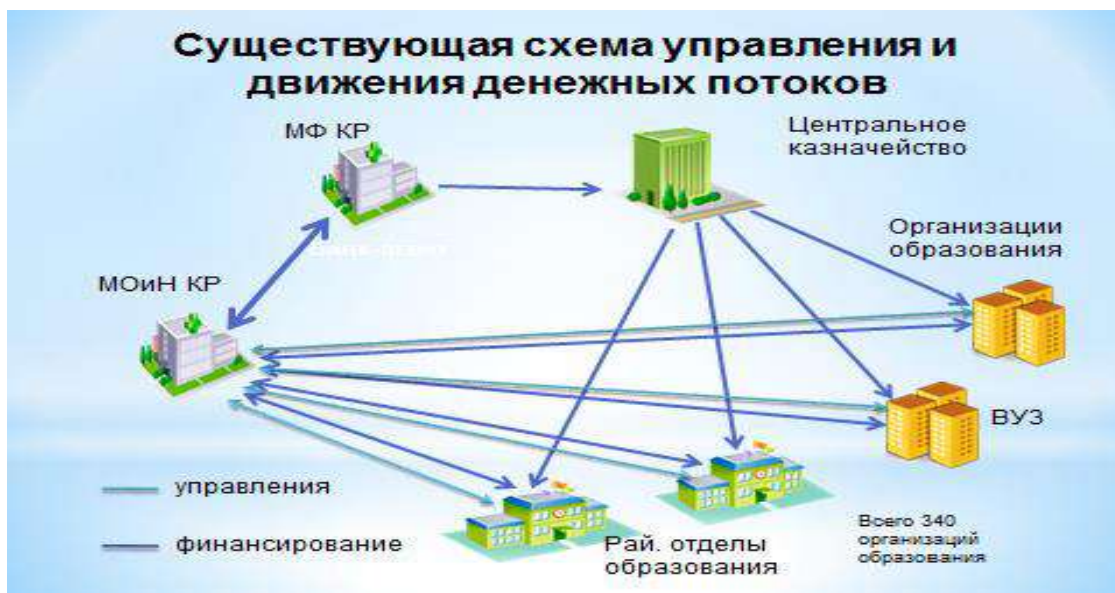 Существующая схема управления и
движения денежных потоков
МФ КР
Центральное
казначейство
Организации
образования
МОиН КР
ВУЗ
управления
финансирование
Рай. отделы
образования
Всего 340
организаций
образования